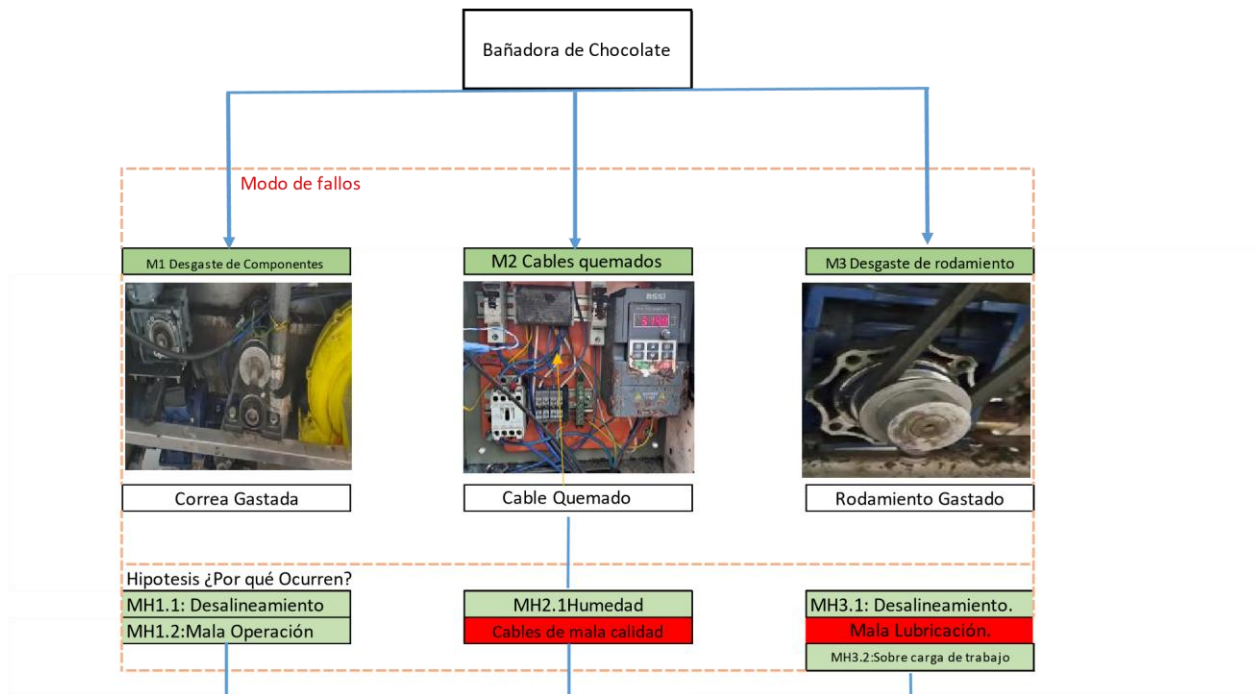 Bañadora de Chocolate
Modo de fallos
M1 Desgaste de Componentes
M2 Cables quemados
M3 Desgaste de rodamiento
Correa Gastada
Cable Quemado
Rodamiento Gastado
Hipotesis ¿Por qué Ocurren?
MH1.1: Desalineamiento
MH1.2:Mala Operación
MH2.1Humedad
Cables de mala calidad
MH3.1: Desalineamiento.
Mala Lubricación.
MH3.2:Sobre carga de trabajo